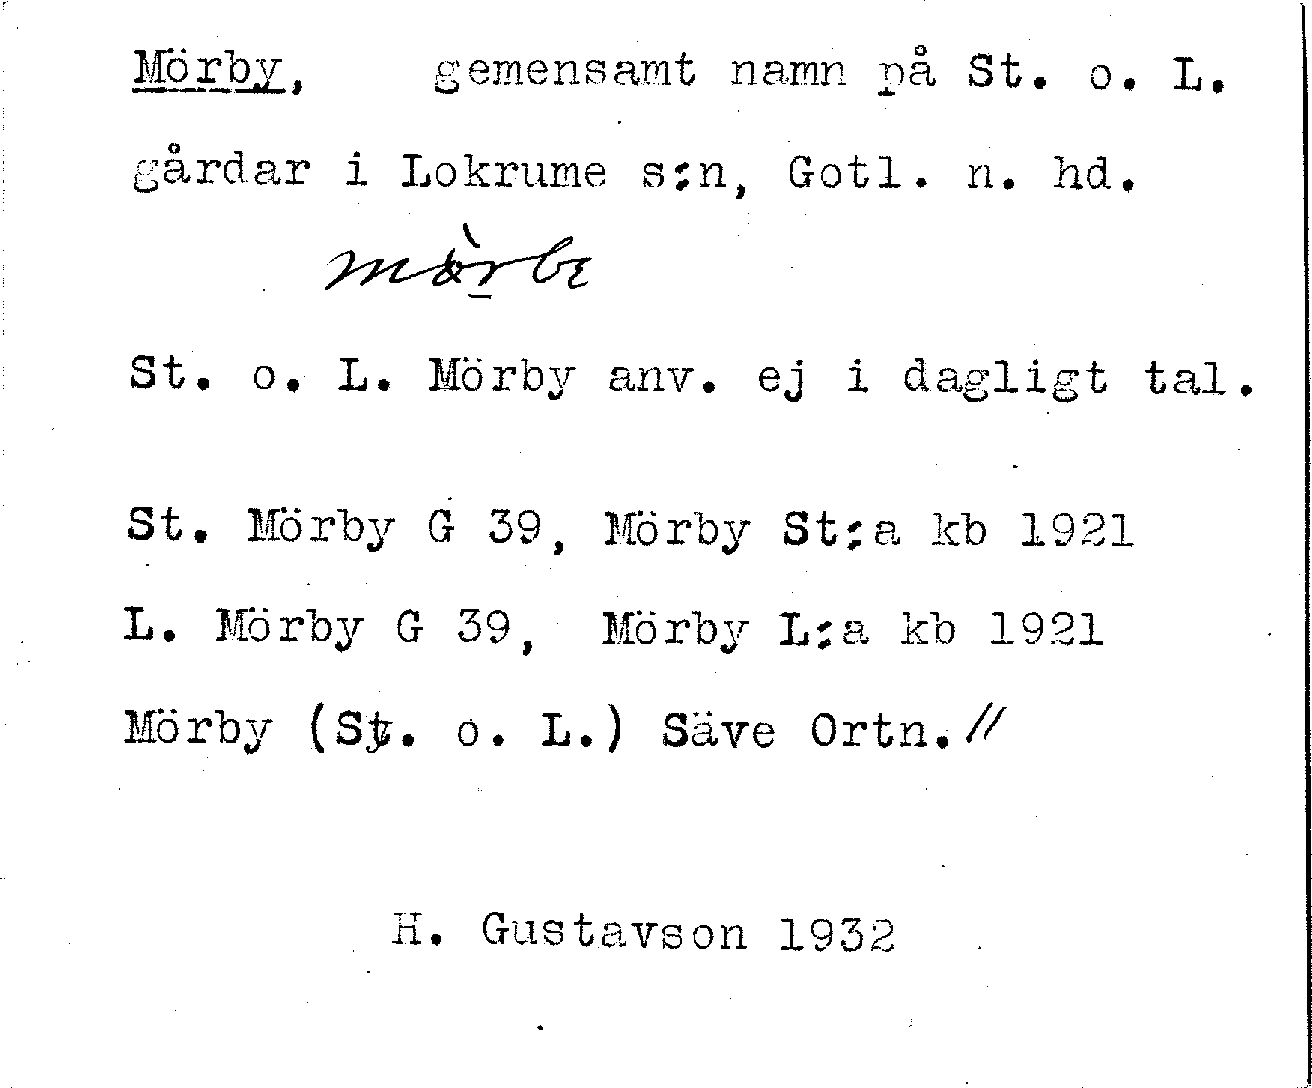 Mörby, gemensamt namn på St. o. L.
gårdar i Lokrume s:n, Gotl. n. hd.
mòrbe
St. o. L. Mörby anv. ej i dagligt tal.
St. Mörby G 39, Mörby St:a kb 1921
L. Mörby G 39, Mörby L:a kb 1921
Mörby (St. o. L.) Säve Ortn. //
H. Gustavson 1932